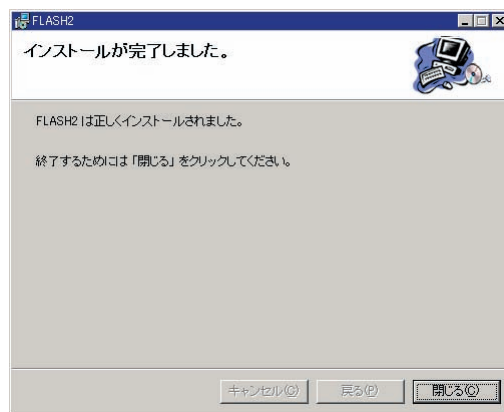 FLASH2
インストールが完了しました。
FLASH2 は正しくインストールされました。
終了するためには「閉じる」をクリックしてください。
キャンセル(C) 戻る(P) 閉じる(C)